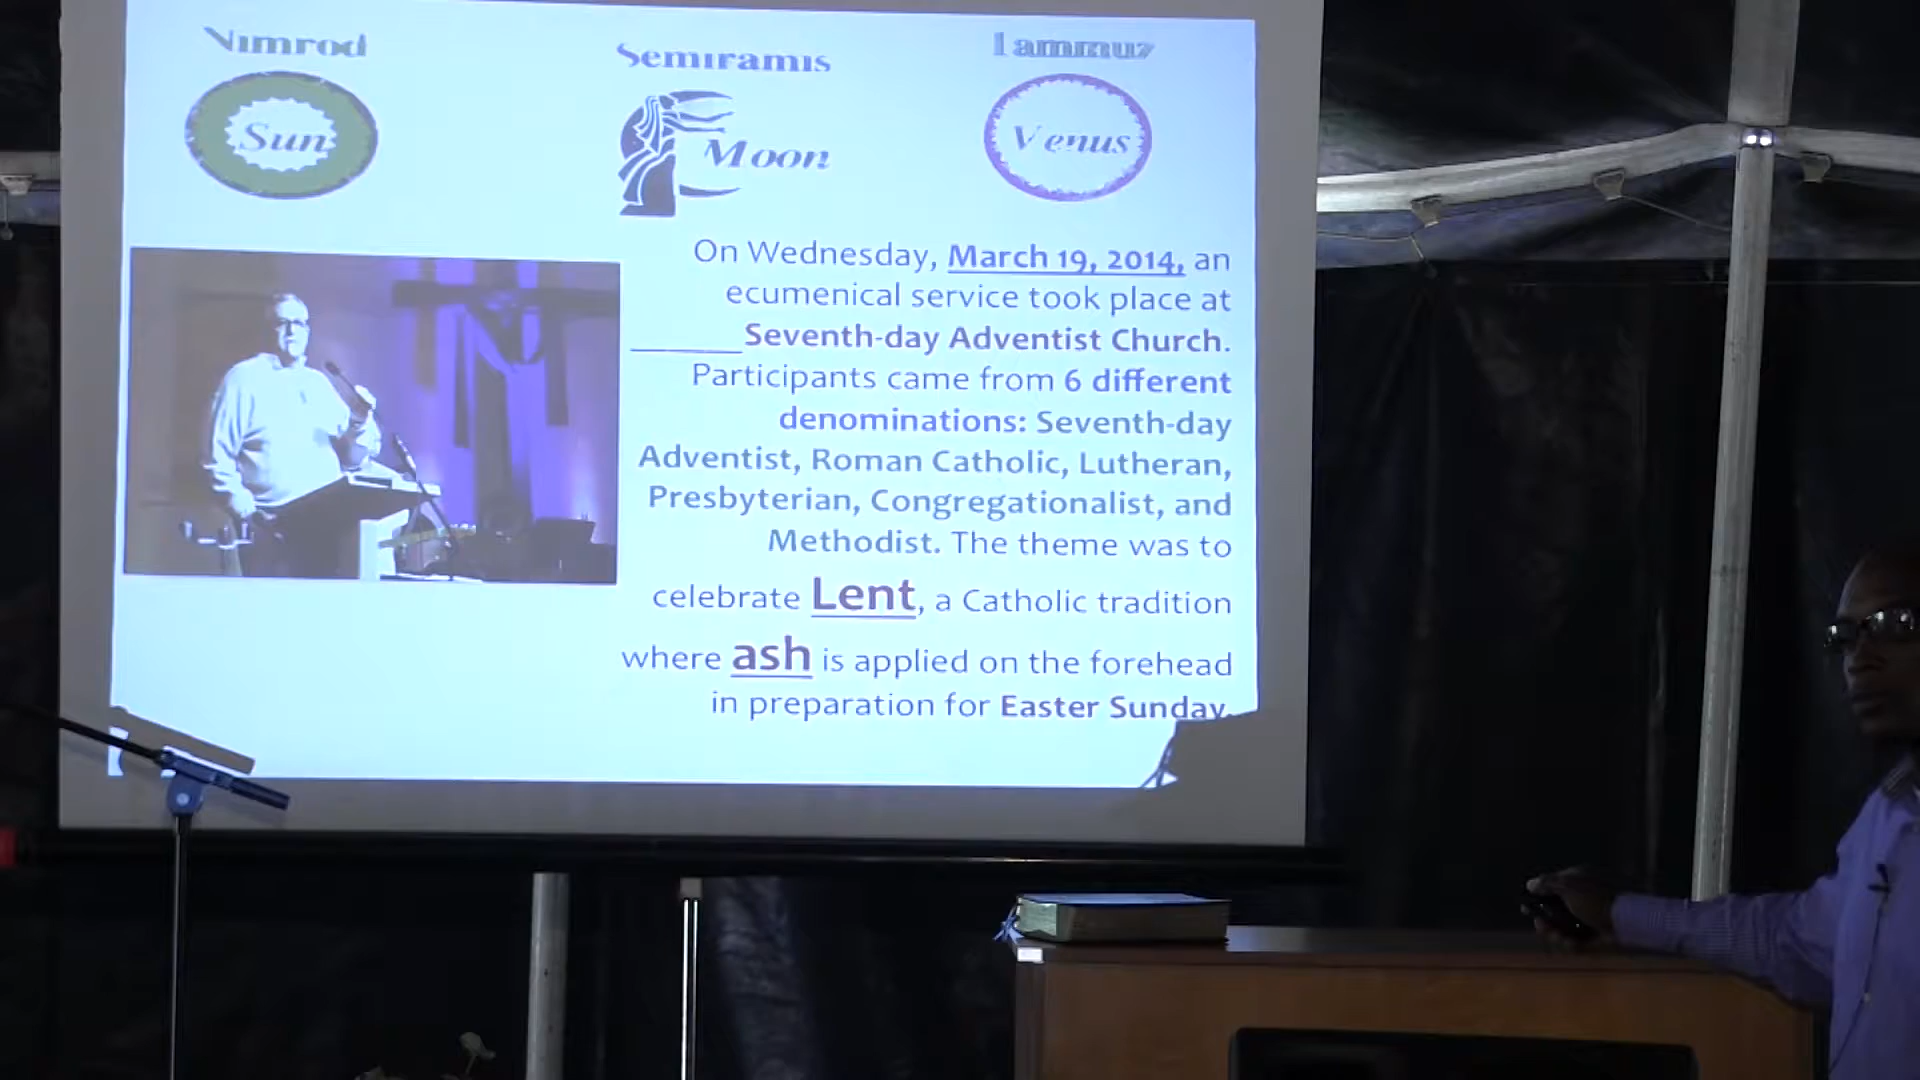 Nimrod
Semiramis
Tammuz
Sun
Moon
Venus
On Wednesday, March 19, 2014, an
ecumenical service took place at
______Seventh-day Adventist Church.
Participants came from 6 different
denominations: Seventh-day
Adventist, Roman Catholic, Lutheran,
Presbyterian, Congregationalist, and
Methodist. The theme was to
celebrate Lent, a Catholic tradition
where ash is applied on the forehead
in preparation for Easter Sunday.